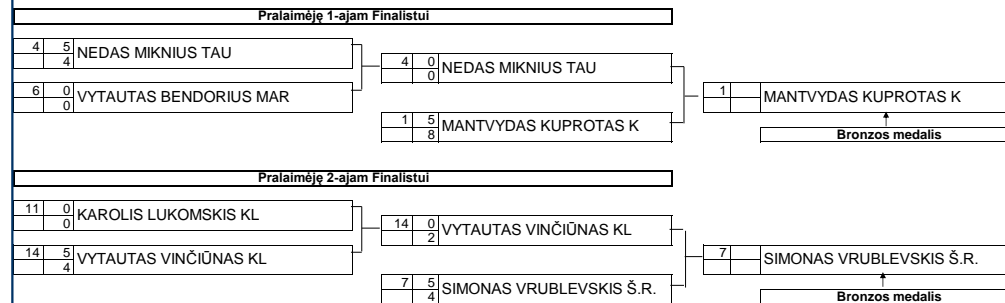 Pralaimėję 1-ajam Finalistui
4 5 NEDAS MIKNIUS TAU
4
4 0 NEDAS MIKNIUS TAU
0
6 0 VYTAUTAS BENDORIUS MAR
0
1 MANTVYDAS KUPROTAS K
1 5 MANTVYDAS KUPROTAS K
8
Bronzos medalis
Pralaimėję 2-ajam Finalistui
11 0 KAROLIS LUKOMSKIS KL
0
14 0 VYTAUTAS VINČIŪNAS KL
2
14 5 VYTAUTAS VINČIŪNAS KL
4
7 SIMONAS VRUBLEVSKIS Š.R.
7 5 SIMONAS VRUBLEVSKIS Š.R.
4
Bronzos medalis